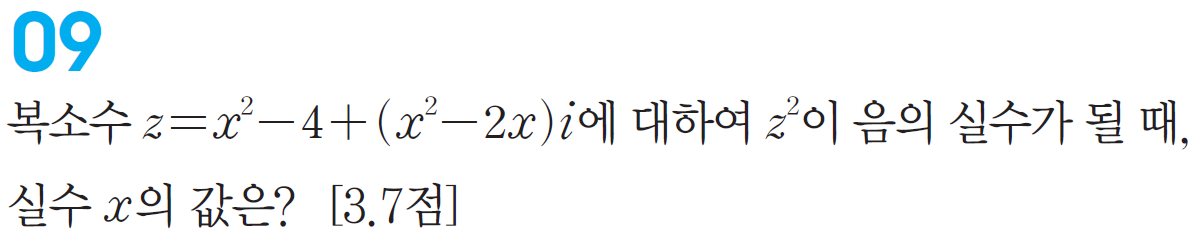 09
복소수 z=x²-4+(x²-2x)i에 대하여 z²이 음의 실수가 될 때,
실수 x의 값은? [3.7점]